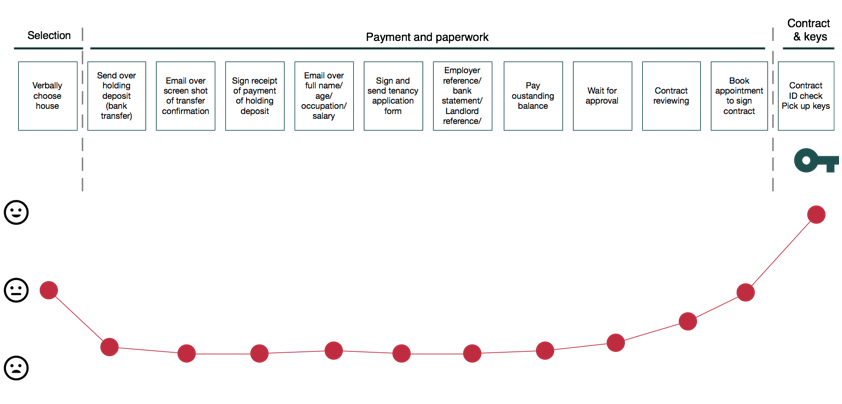 Selection
Payment and paperwork
Contract
& keys
Verbally
choose
house
Send over
holding
deposit
(bank
transfer)
Email over
screen shot
of transfer
confirmation
Sign receipt
of payment
of holding
deposit
Email over
full name/
age/
occupation/
salary
Sign and
send tenancy
application
form
Employer
reference/
bank
statement/
Landlord
reference/
Pay
oustanding
balance
Wait for
approval
Contract
reviewing
Book
appointment
to sign
contract
Contract
ID check
Pick up keys